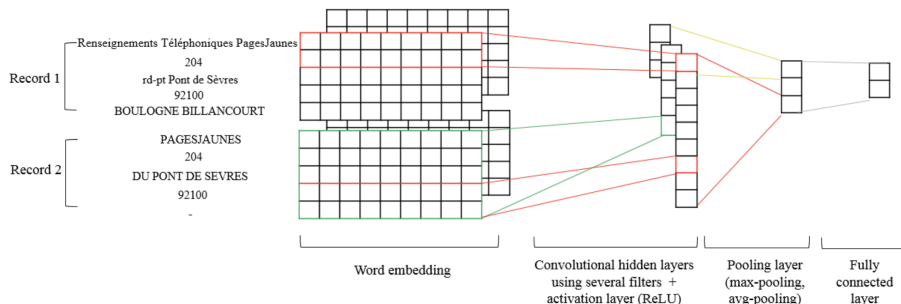 Record 1
Renseignements Téléphoniques PagesJaunes
204
rd-pt Pont de Sèvres
92100
BOULOGNE BILLANCOURT
Record 2
PAGESJAUNES
204
DU PONT DE SEVRES
92100
-
Word embedding
Convolutional hidden layers
using several filters +
activation layer (ReLU)
Pooling layer
(max-pooling,
avg-pooling)
Fully
connected
layer